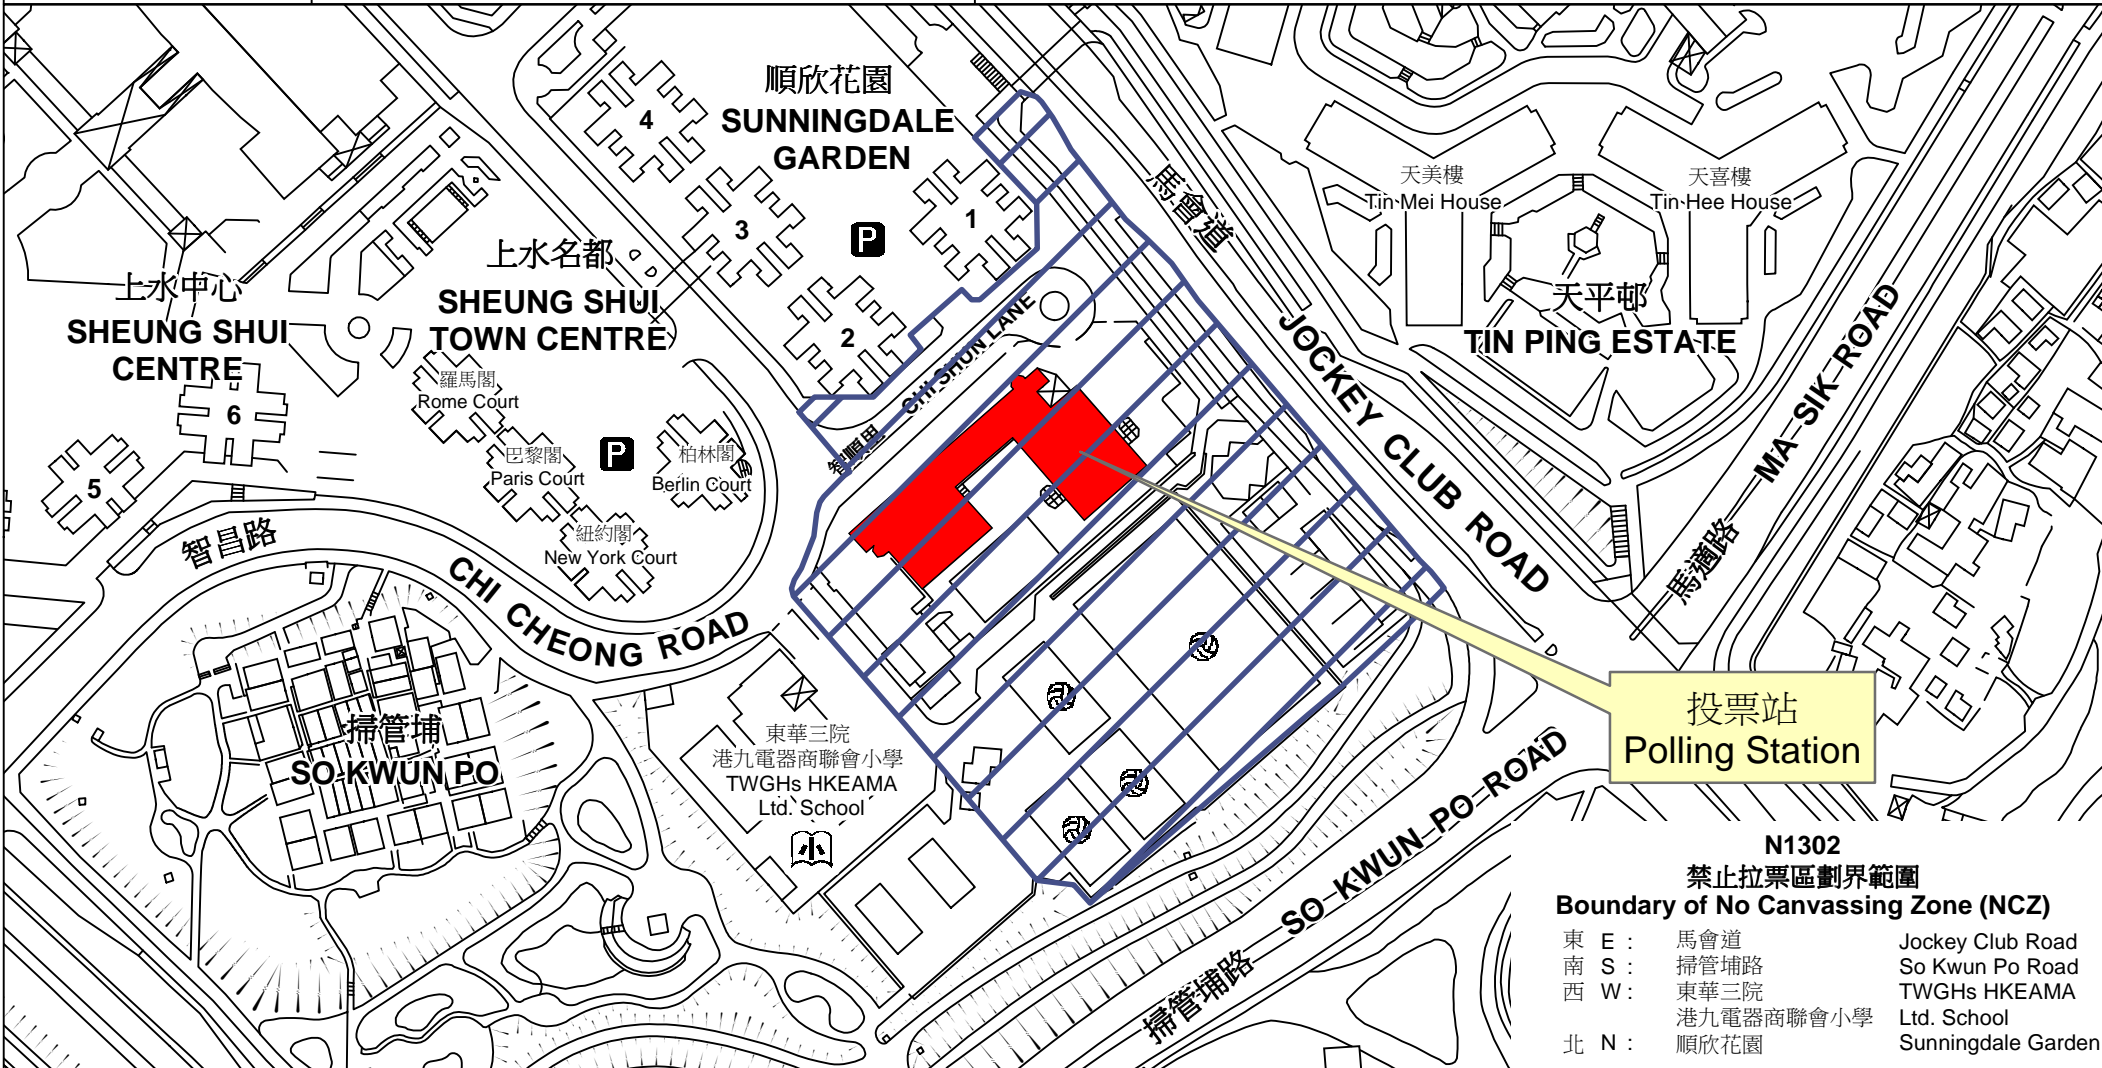 順欣花園
SUNNINGDALE
GARDEN
4
3
1
2
P
上水名都
SHEUNG SHUI
TOWN CENTRE
上水中心
SHEUNG SHUI
CENTRE
6
5
羅馬閣
Rome Court
巴黎閣
Paris Court
P
柏林閣
Berlin Court
紐約閣
New York Court
智昌路
CHI CHEONG ROAD
智順里
CHI SHUN LANE
馬會道
JOCKEY CLUB ROAD
天美樓
Tin Mei House
天喜樓
Tin Hee House
天平邨
TIN PING ESTATE
馬適路
MA SIK ROAD
掃管埔
SO KWUN PO
東華三院
港九電器商聯會小學
TWGHs HKEAMA
Ltd. School
小
掃管埔路
SO KWUN PO ROAD
投票站
Polling Station
N1302
禁止拉票區劃界範圍
Boundary of No Canvassing Zone (NCZ)
東 E : 馬會道 Jockey Club Road
南 S : 掃管埔路 So Kwun Po Road
西 W : 東華三院 TWGHs HKEAMA
港九電器商聯會小學 Ltd. School
北 N : 順欣花園 Sunningdale Garden